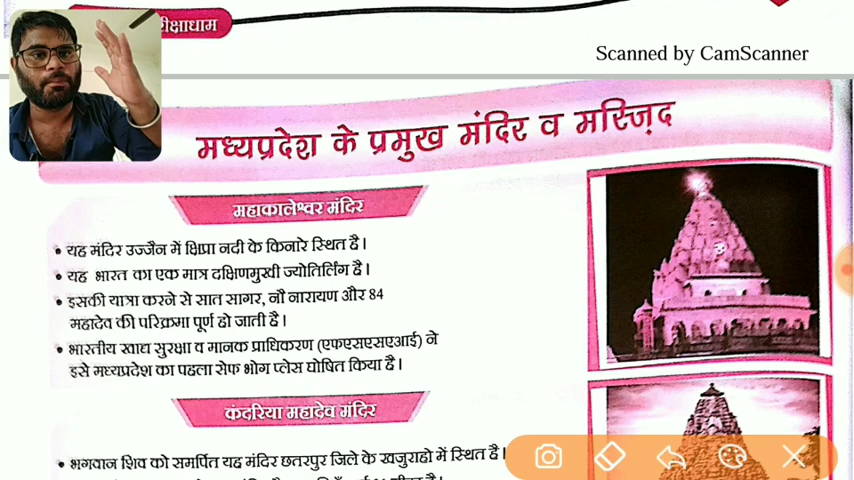 रीक्षाधाम
Scanned by CamScanner
मध्यप्रदेश के प्रमुख मंदिर व मस्ज़िद
महाकालेश्वर मंदिर
• यह मंदिर उज्जैन में क्षिप्रा नदी के किनारे स्थित है।
• यह भारत का एक मात्र दक्षिणमुखी ज्योतिर्लिंग है।
• इसकी यात्रा करने से सात सागर, नौ नारायण और 84
महादेव की परिक्रमा पूर्ण हो जाती है।
• भारतीय खाद्य सुरक्षा व मानक प्राधिकरण (एफएसएसएआई) ने
इसे मध्यप्रदेश का पहला सेफ भोग प्लेस घोषित किया है।
कंदरिया महादेव मंदिर
• भगवान शिव को समर्पित यह मंदिर छतरपुर जिले के खजुराहो में स्थित है।